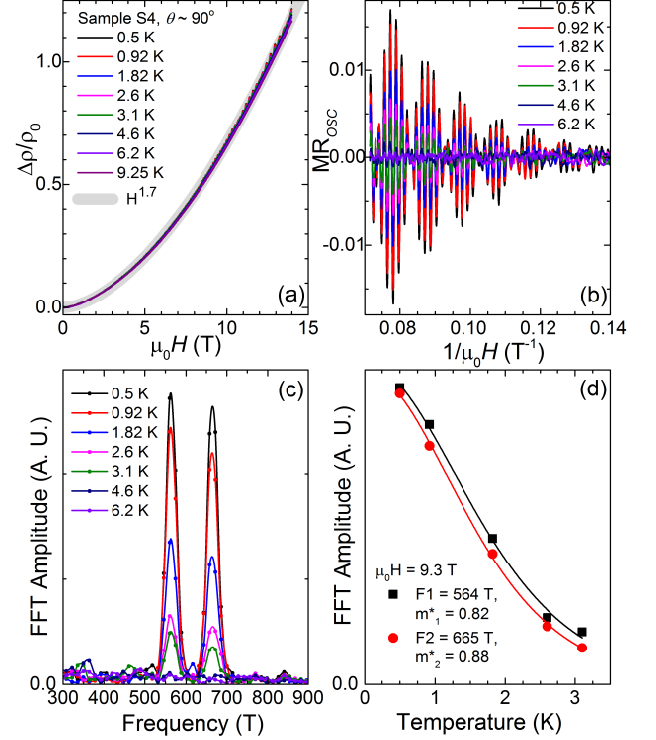 Sample S4, θ ~ 90°
0.5 K
0.92 K
1.82 K
2.6 K
3.1 K
4.6 K
6.2 K
9.25 K
H^1.7
Δρ/ρ0
1.0
0.5
0.0
0 5 10 15
μ0H (T)
(a)
0.5 K
0.92 K
1.82 K
2.6 K
3.1 K
4.6 K
6.2 K
MR_OSC
0.01
0.00
-0.01
0.08 0.10 0.12 0.14
1/μ0H (T^-1)
(b)
(c)
0.5 K
0.92 K
1.82 K
2.6 K
3.1 K
4.6 K
6.2 K
FFT Amplitude (A. U.)
0.0
300 400 500 600 700 800 900
Frequency (T)
(d)
FFT Amplitude (A. U.)
μ0H = 9.3 T
F1 = 564 T,
m*1 = 0.82
F2 = 665 T,
m*2 = 0.88
0.0
0 1 2 3
Temperature (K)